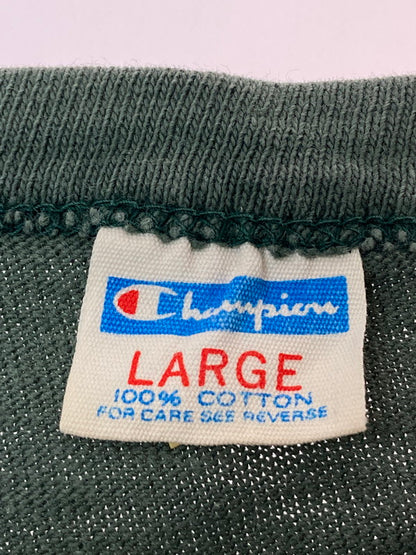 Champion
LARGE
100% COTTON
FOR CARE SEE REVERSE